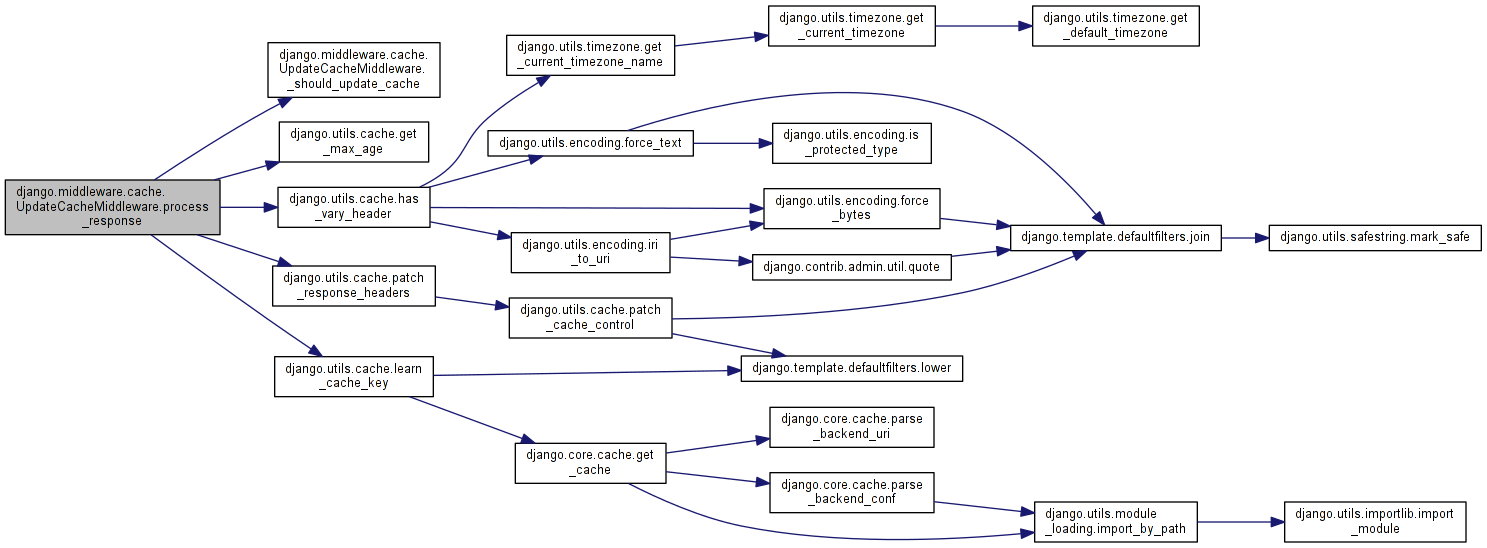 django.middleware.cache.
UpdateCacheMiddleware.process
_response
django.middleware.cache.
UpdateCacheMiddleware.
_should_update_cache
django.utils.cache.get
_max_age
django.utils.cache.has
_vary_header
django.utils.cache.patch
_response_headers
django.utils.cache.learn
_cache_key
django.utils.timezone.get
_current_timezone_name
django.utils.encoding.force_text
django.utils.encoding.iri
_to_uri
django.utils.cache.patch
_cache_control
django.core.cache.get
_cache
django.utils.timezone.get
_current_timezone
django.utils.encoding.is
_protected_type
django.utils.encoding.force
_bytes
django.contrib.admin.util.quote
django.template.defaultfilters.lower
django.core.cache.parse
_backend_uri
django.core.cache.parse
_backend_conf
django.utils.timezone.get
_default_timezone
django.template.defaultfilters.join
django.utils.module
_loading.import_by_path
django.utils.safestring.mark_safe
django.utils.importlib.import
_module